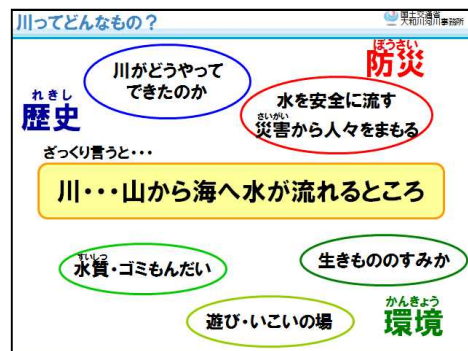 川ってどんなもの？
国土交通省
大和川河川事務所
川がどうやって
できたのか
ぼうさい
防災
れきし
歴史
水を安全に流す
さいがい
災害から人々をまもる
ざっくり言うと・・・
川・・・山から海へ水が流れるところ
すいしつ
水質・ゴミもんだい
生きもののすみか
かんきょう
環境
遊び・いこいの場